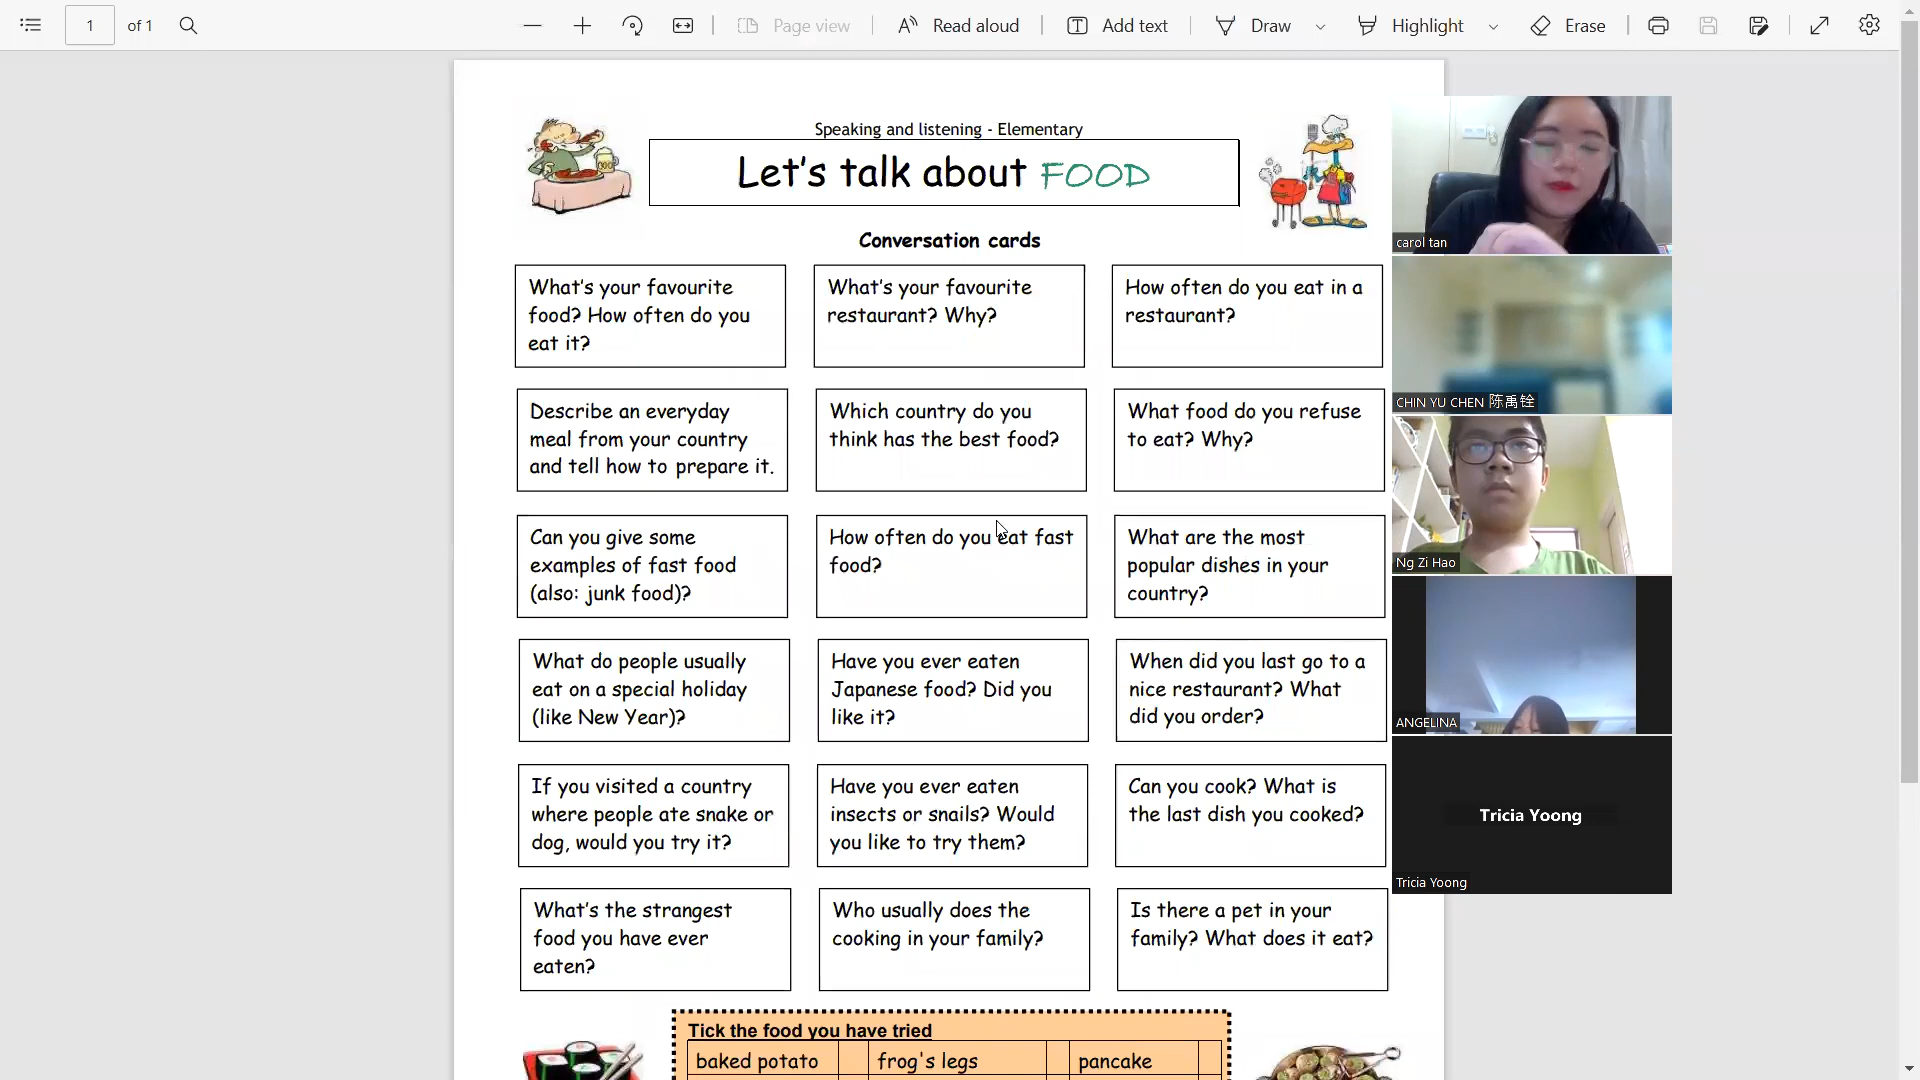 1
of 1
Page view
Read aloud
Add text
Draw
Highlight
Erase
Speaking and listening - Elementary
Let's talk about FOOD
Conversation cards
What's your favourite
food? How often do you
eat it?
What's your favourite
restaurant? Why?
How often do you eat in a
restaurant?
Describe an everyday
meal from your country
and tell how to prepare it.
Which country do you
think has the best food?
What food do you refuse
to eat? Why?
Can you give some
examples of fast food
(also: junk food)?
How often do you eat fast
food?
What are the most
popular dishes in your
country?
What do people usually
eat on a special holiday
(like New Year)?
Have you ever eaten
Japanese food? Did you
like it?
When did you last go to a
nice restaurant? What
did you order?
If you visited a country
where people ate snake or
dog, would you try it?
Have you ever eaten
insects or snails? Would
you like to try them?
Can you cook? What is
the last dish you cooked?
What's the strangest
food you have ever
eaten?
Who usually does the
cooking in your family?
Is there a pet in your
family? What does it eat?
Tick the food you have tried
baked potato
frog's legs
pancake
carol tan
CHIN YU CHEN 陈禹铨
Ng Zi Hao
ANGELINA
Tricia Yoong
Tricia Yoong